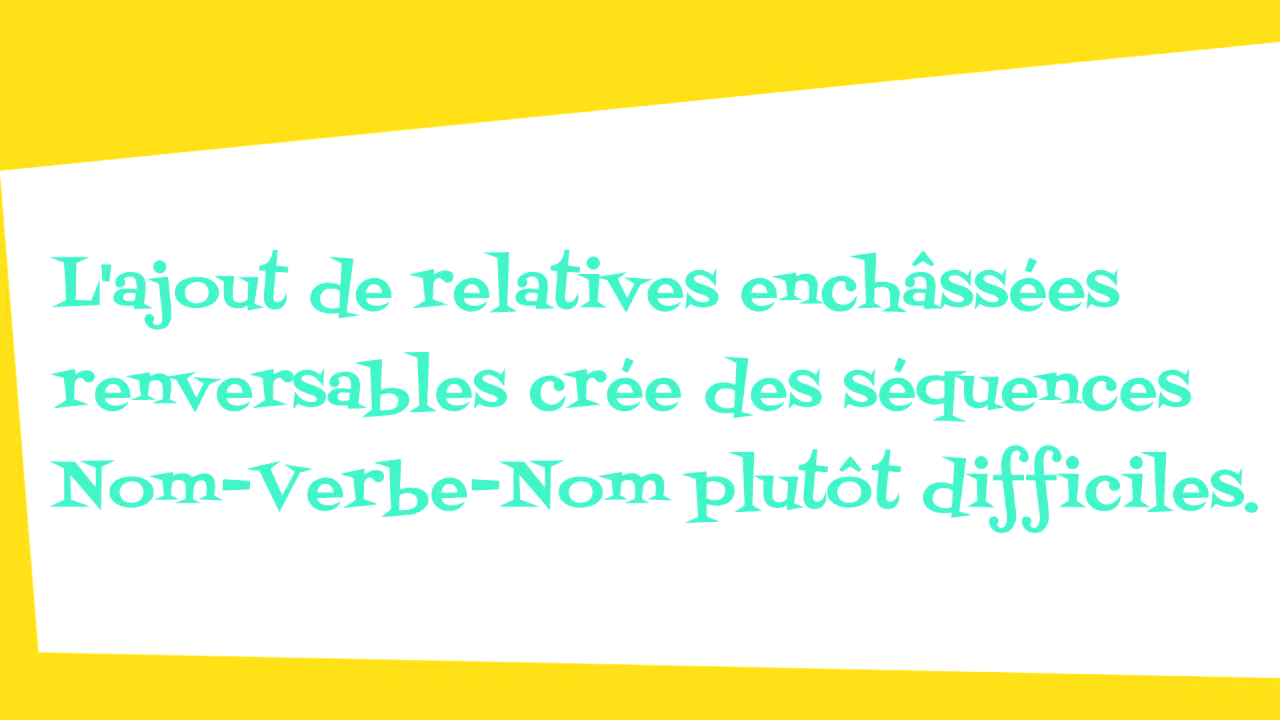 L'ajout de relatives enchâssées
renversables crée des séquences
Nom-Verbe-Nom plutôt difficiles.